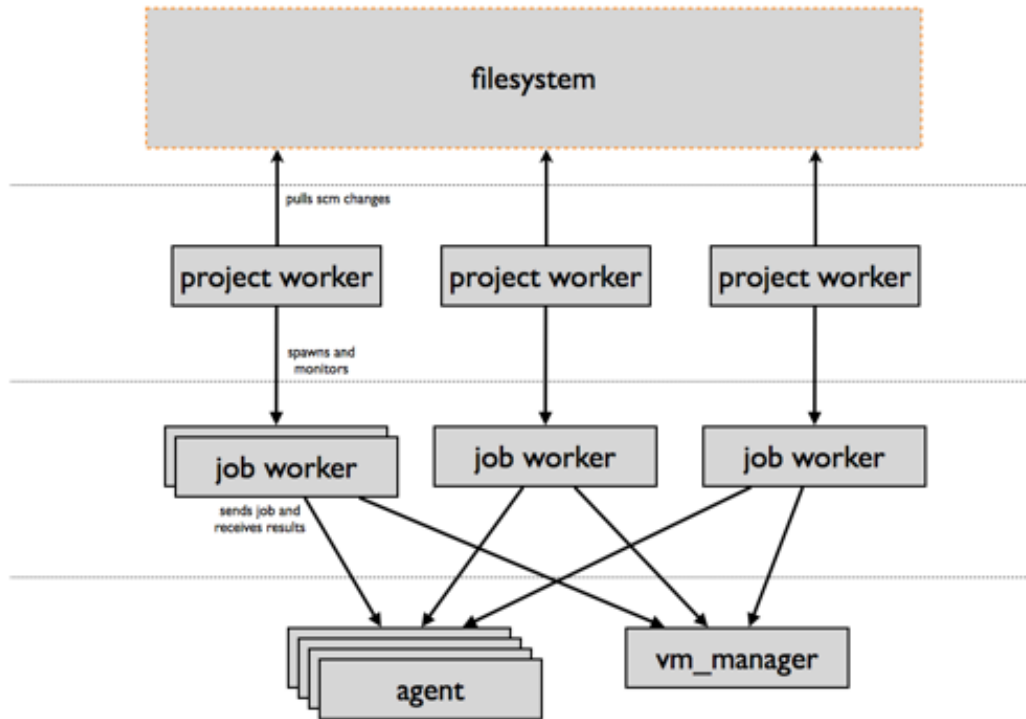 filesystem
pulls scm changes
project worker
project worker
project worker
spawns and
monitors
job worker
job worker
job worker
sends job and
receives results
agent
vm_manager